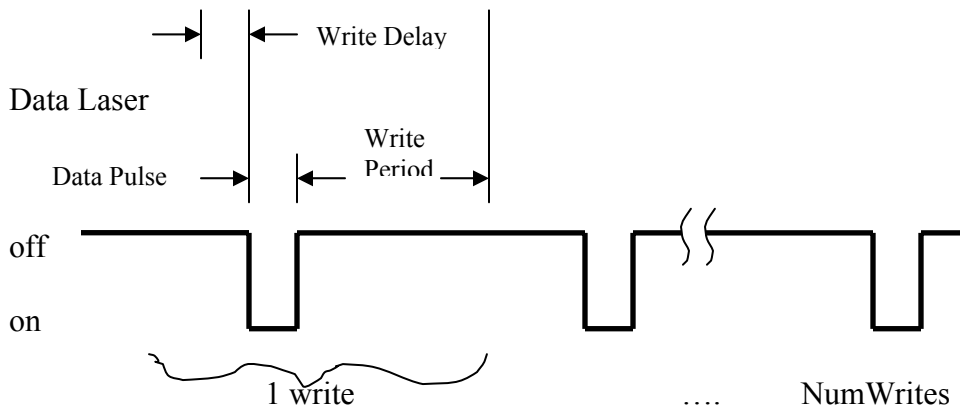 Write Delay
Data Laser
Write
Period
Data Pulse
off
on
1 write
....
NumWrites